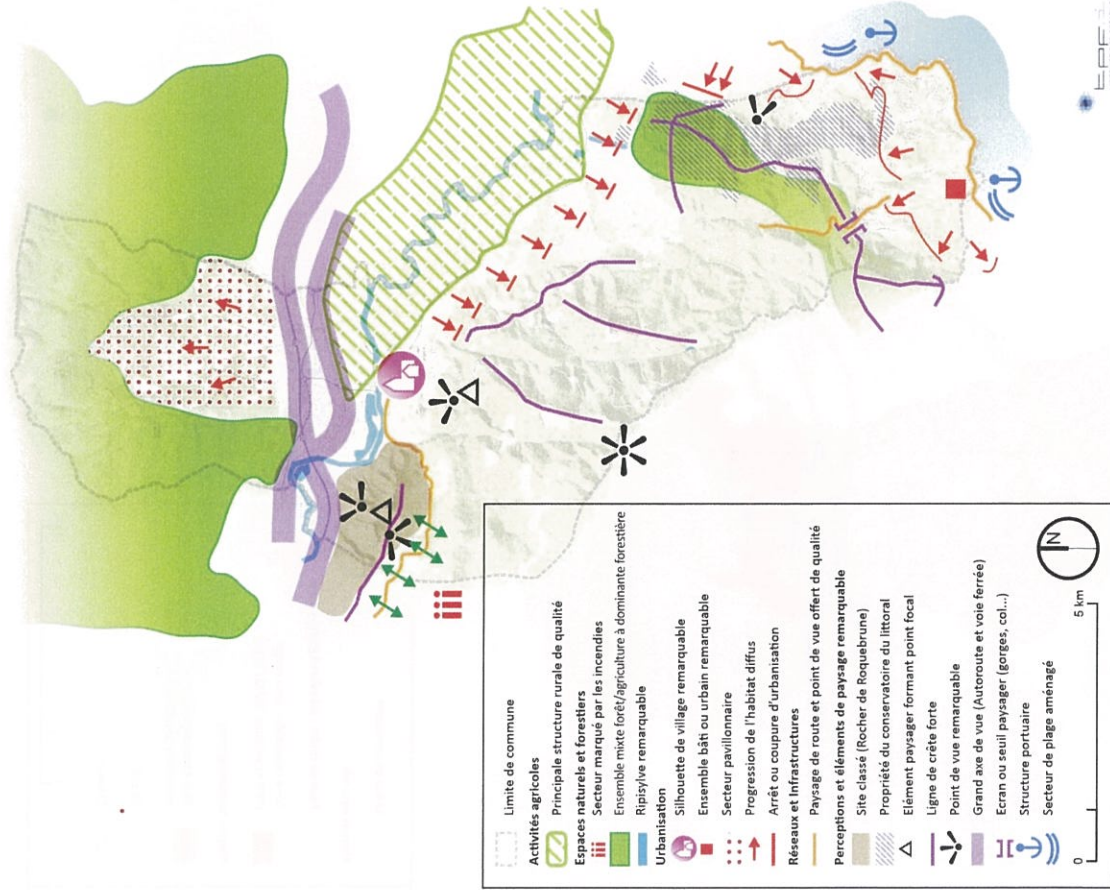 EPF
Limite de commune
Activités agricoles
Principale structure rurale de qualité
Espaces naturels et forestiers
Secteur marqué par les incendies
Ensemble mixte forêt/agriculture à dominante forestière
Ripisylve remarquable
Urbanisation
Silhouette de village remarquable
Ensemble bâti ou urbain remarquable
Secteur pavillonnaire
Progression de l'habitat diffus
Arrêt ou coupure d'urbanisation
Réseaux et Infrastructures
Paysage de route et point de vue offert de qualité
Perceptions et éléments de paysage remarquable
Site classé (Rocher de Roquebrune)
Propriété du conservatoire du littoral
Elément paysager formant point focal
Ligne de crête forte
Point de vue remarquable
Grand axe de vue (Autoroute et voie ferrée)
Ecran ou seuil paysager (gorges, col...)
Structure portuaire
Secteur de plage aménagé
0
5 km
N